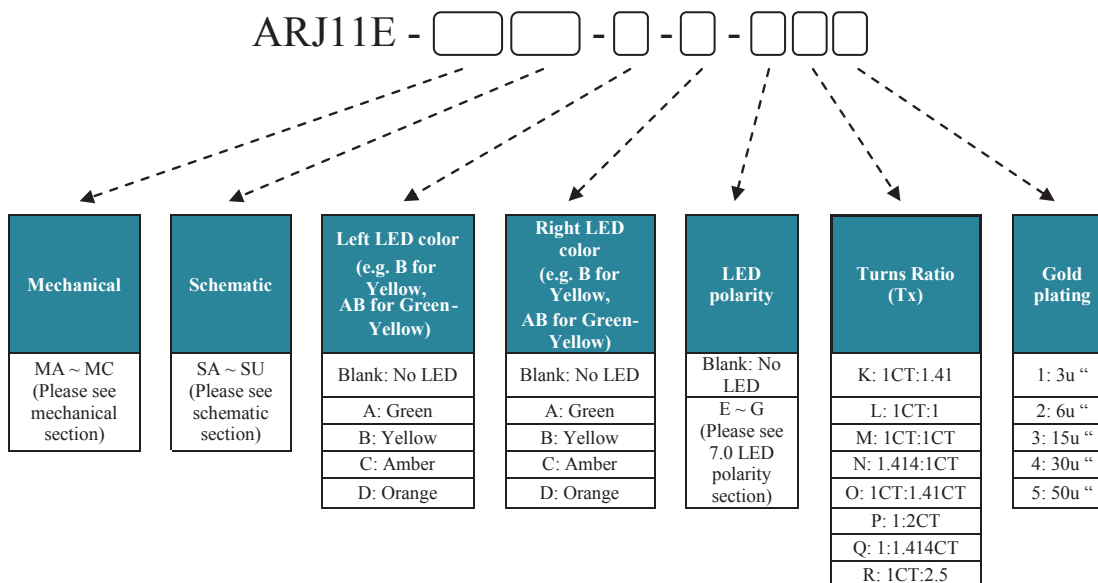 ARJ11E - - - -
Mechanical
MA ~ MC
(Please see
mechanical
section)
Schematic
SA ~ SU
(Please see
schematic
section)
Left LED color
(e.g. B for
Yellow,
AB for Green-
Yellow)
Blank: No LED
A: Green
B: Yellow
C: Amber
D: Orange
Right LED
color
(e.g. B for
Yellow,
AB for Green-
Yellow)
Blank: No LED
A: Green
B: Yellow
C: Amber
D: Orange
LED
polarity
Blank: No
LED
E ~ G
(Please see
7.0 LED
polarity
section)
Turns Ratio
(Tx)
K: 1CT:1.41
L: 1CT:1
M: 1CT:1CT
N: 1.414:1CT
O: 1CT:1.41CT
P: 1:2CT
Q: 1:1.414CT
R: 1CT:2.5
Gold
plating
1: 3u “
2: 6u “
3: 15u “
4: 30u “
5: 50u “